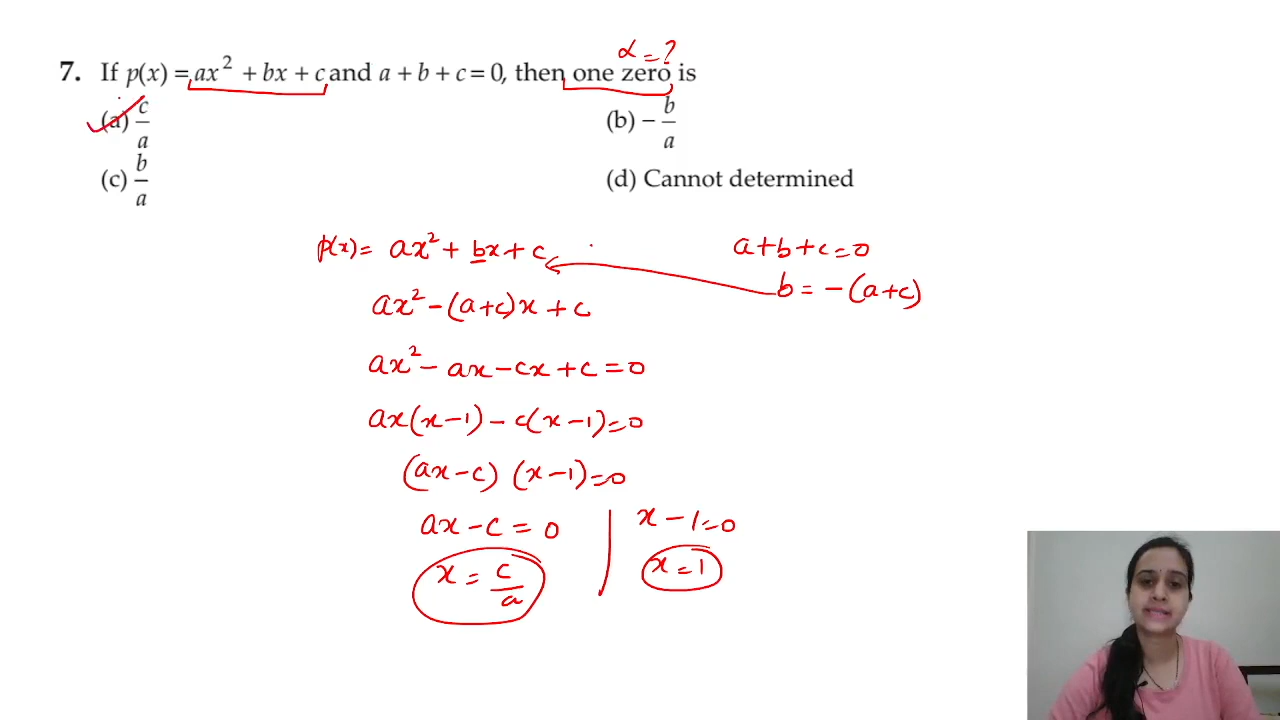 α = ?
7. If p(x) = ax² + bx + c and a + b + c = 0, then one zero is
(a) c/a (b) − b/a
(c) b/a (d) Cannot determined
p(x) = ax² + bx + c a+b+c=0
b = −(a+c)
ax² − (a+c)x + c
ax² − ax − cx + c = 0
ax(x−1) − c(x−1) = 0
(ax−c) (x−1) = 0
ax − c = 0 | x − 1 = 0
x = c/a x = 1